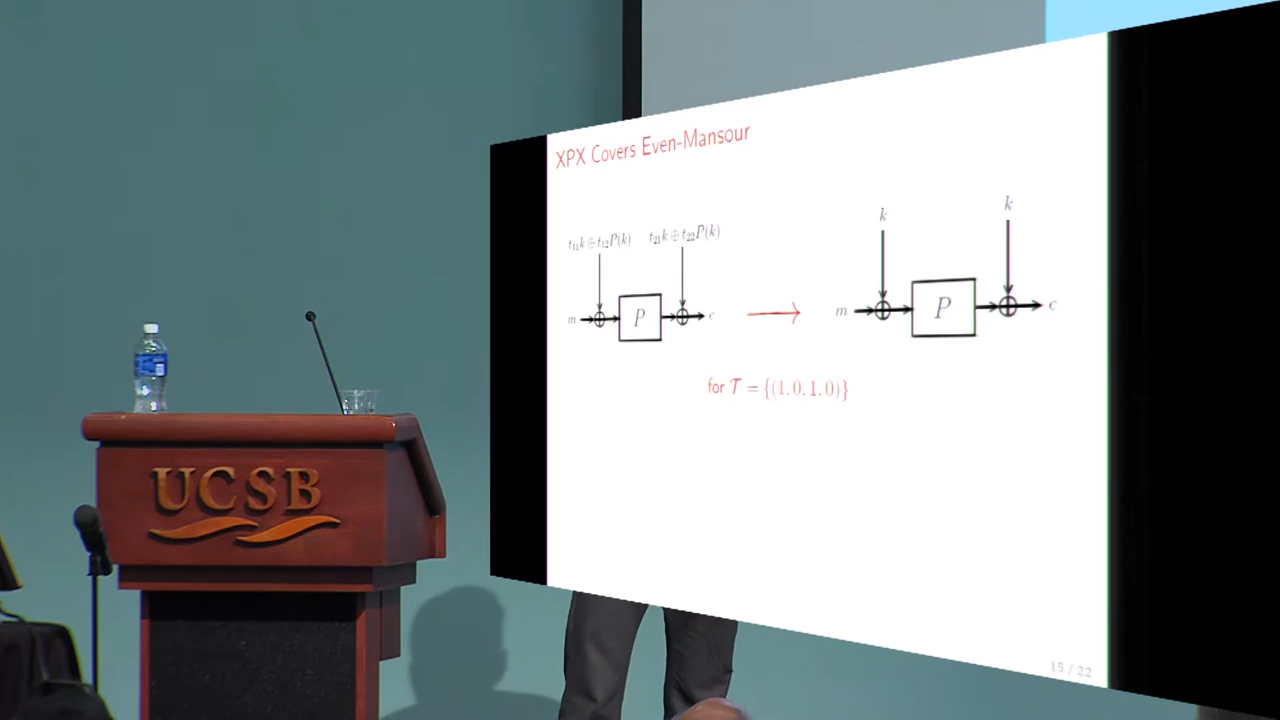 XPX Covers Even-Mansour
t₁₁k⊕t₁₂P(k) t₂₁k⊕t₂₂P(k)
k k
m P c
m P c
for 𝒯 = {(1,0,1,0)}
15 / 22
UCSB